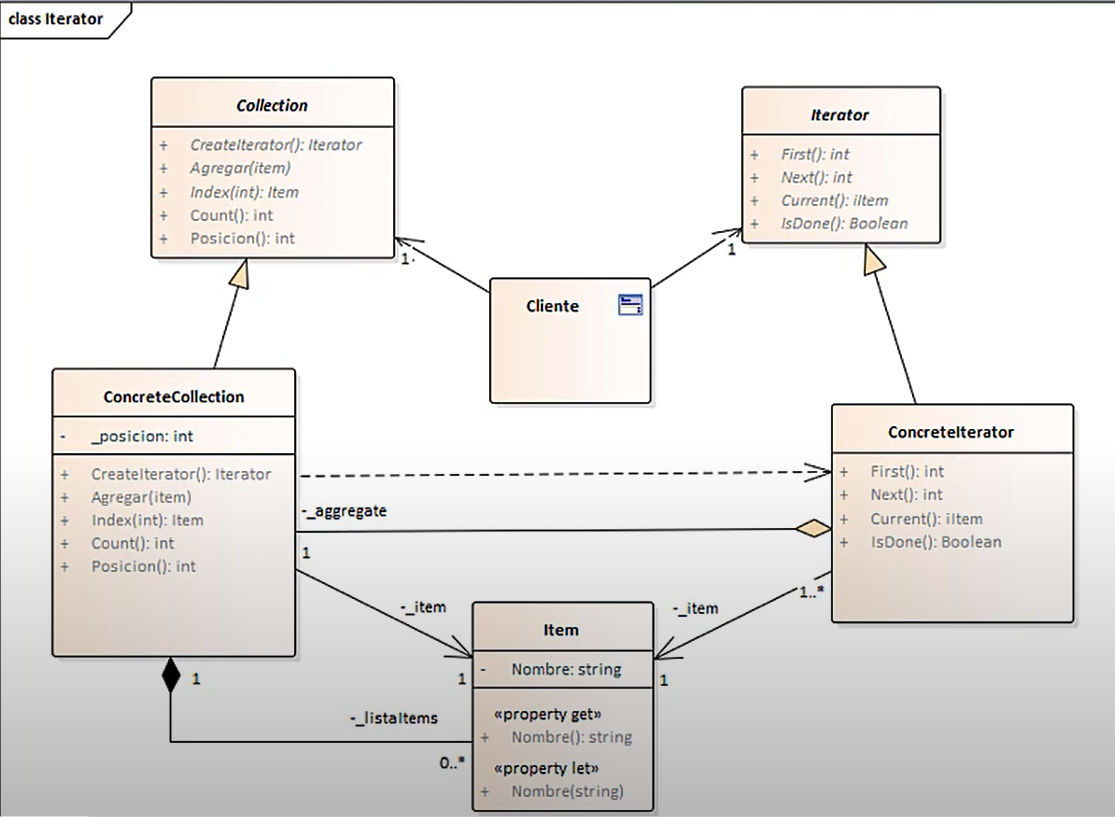 class Iterator
Collection
+ CreateIterator(): Iterator
+ Agregar(item)
+ Index(int): Item
+ Count(): int
+ Posicion(): int
Iterator
+ First(): int
+ Next(): int
+ Current(): iItem
+ IsDone(): Boolean
1.
1
Cliente
ConcreteCollection
- _posicion: int
+ CreateIterator(): Iterator
+ Agregar(item)
+ Index(int): Item
+ Count(): int
+ Posicion(): int
ConcreteIterator
+ First(): int
+ Next(): int
+ Current(): iItem
+ IsDone(): Boolean
-_aggregate
1
-_item
1
-_item
1..*
1
Item
- Nombre: string
«property get»
+ Nombre(): string
«property let»
+ Nombre(string)
1
-_listaItems
0..*